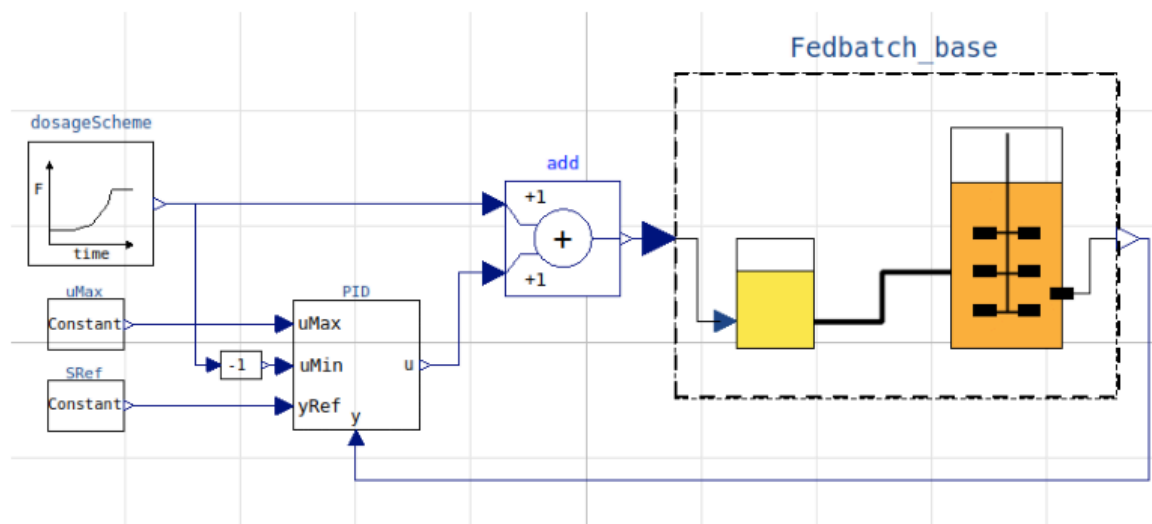 Fedbatch_base
dosageScheme
F
time
add
+1
+
+1
uMax
Constant
PID
uMax
-1
uMin
u
SRef
Constant
yRef
y